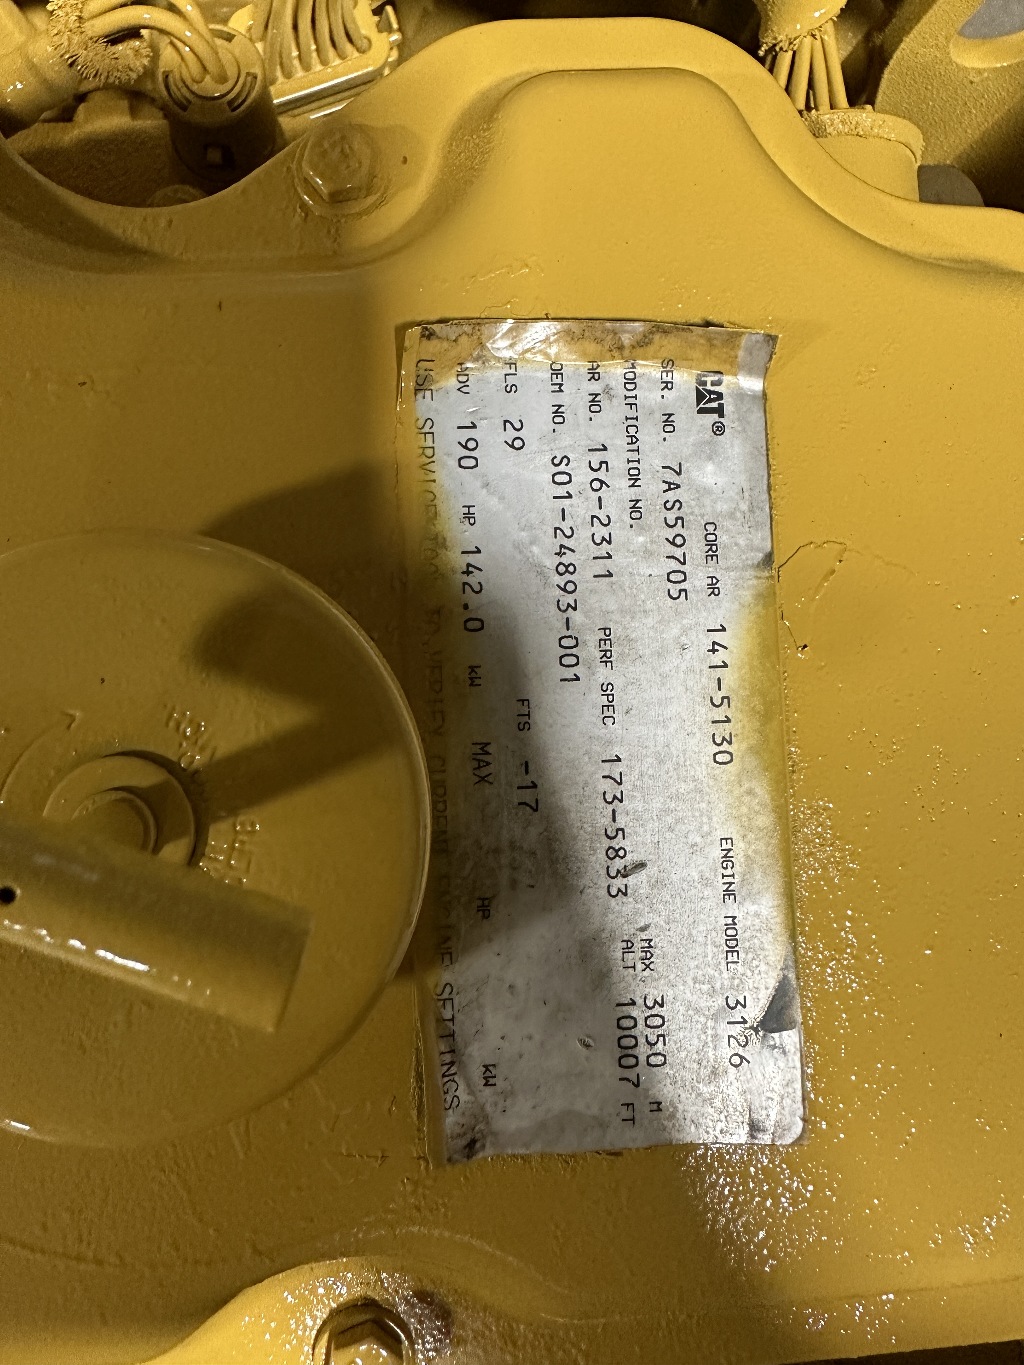 CAT®
CORE AR 141-5130 ENGINE MODEL 3126
SER. NO. 7AS59705
MODIFICATION NO. MAX 3050 M
AR NO. 156-2311 PERF SPEC 173-5833 ALT 10007 FT
OEM NO. S01-24893-001
FLS 29 FTS -17
ADV 190 HP 142.0 kW MAX HP kW
USE SERVICE TOOL TO VERIFY CURRENT ENGINE SETTINGS